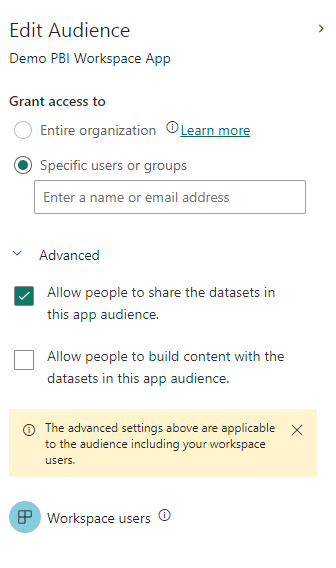 Edit Audience
Demo PBI Workspace App
Grant access to
Entire organization Learn more
Specific users or groups
Enter a name or email address
Advanced
Allow people to share the datasets in
this app audience.
Allow people to build content with the
datasets in this app audience.
The advanced settings above are applicable
to the audience including your workspace
users.
Workspace users